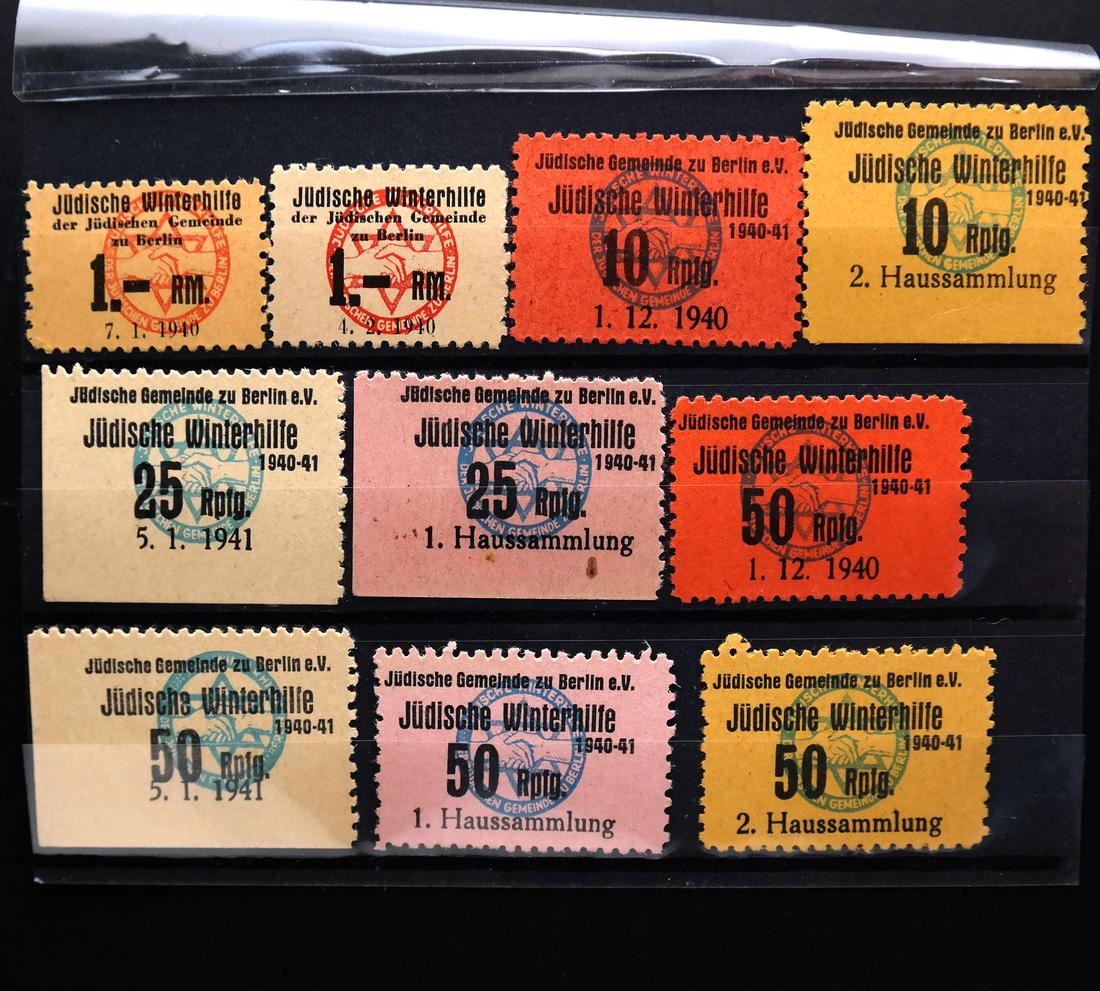 Jüdische Winterhilfe
der Jüdischen Gemeinde
zu Berlin
1.– RM.
7. 1. 1940
Jüdische Winterhilfe
der Jüdischen Gemeinde
zu Berlin
1.– RM.
4. 2. 1940
Jüdische Gemeinde zu Berlin e.V.
Jüdische Winterhilfe
1940-41
10 Rpfg.
1. 12. 1940
Jüdische Gemeinde zu Berlin e.V.
Jüdische Winterhilfe
1940-41
10 Rpfg.
2. Haussammlung
Jüdische Gemeinde zu Berlin e.V.
Jüdische Winterhilfe
1940-41
25 Rpfg.
5. 1. 1941
Jüdische Gemeinde zu Berlin e.V.
Jüdische Winterhilfe
1940-41
25 Rpfg.
1. Haussammlung
Jüdische Gemeinde zu Berlin e.V.
Jüdische Winterhilfe
1940-41
50 Rpfg.
1. 12. 1940
Jüdische Gemeinde zu Berlin e.V.
Jüdische Winterhilfe
1940-41
50 Rpfg.
5. 1. 1941
Jüdische Gemeinde zu Berlin e.V.
Jüdische Winterhilfe
1940-41
50 Rpfg.
1. Haussammlung
Jüdische Gemeinde zu Berlin e.V.
Jüdische Winterhilfe
1940-41
50 Rpfg.
2. Haussammlung